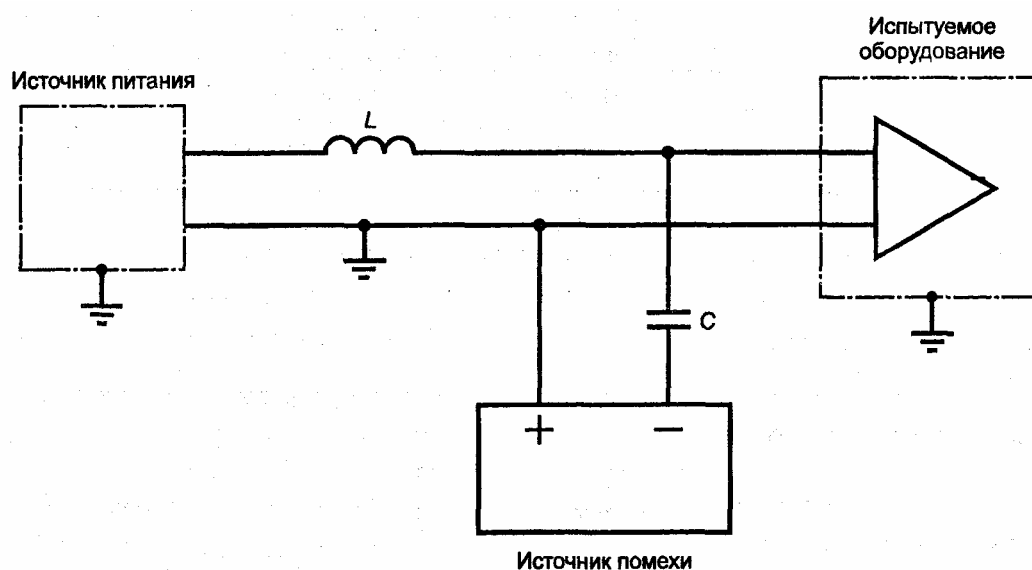 Испытуемое
оборудование
Источник питания
L
C
+ −
Источник помехи